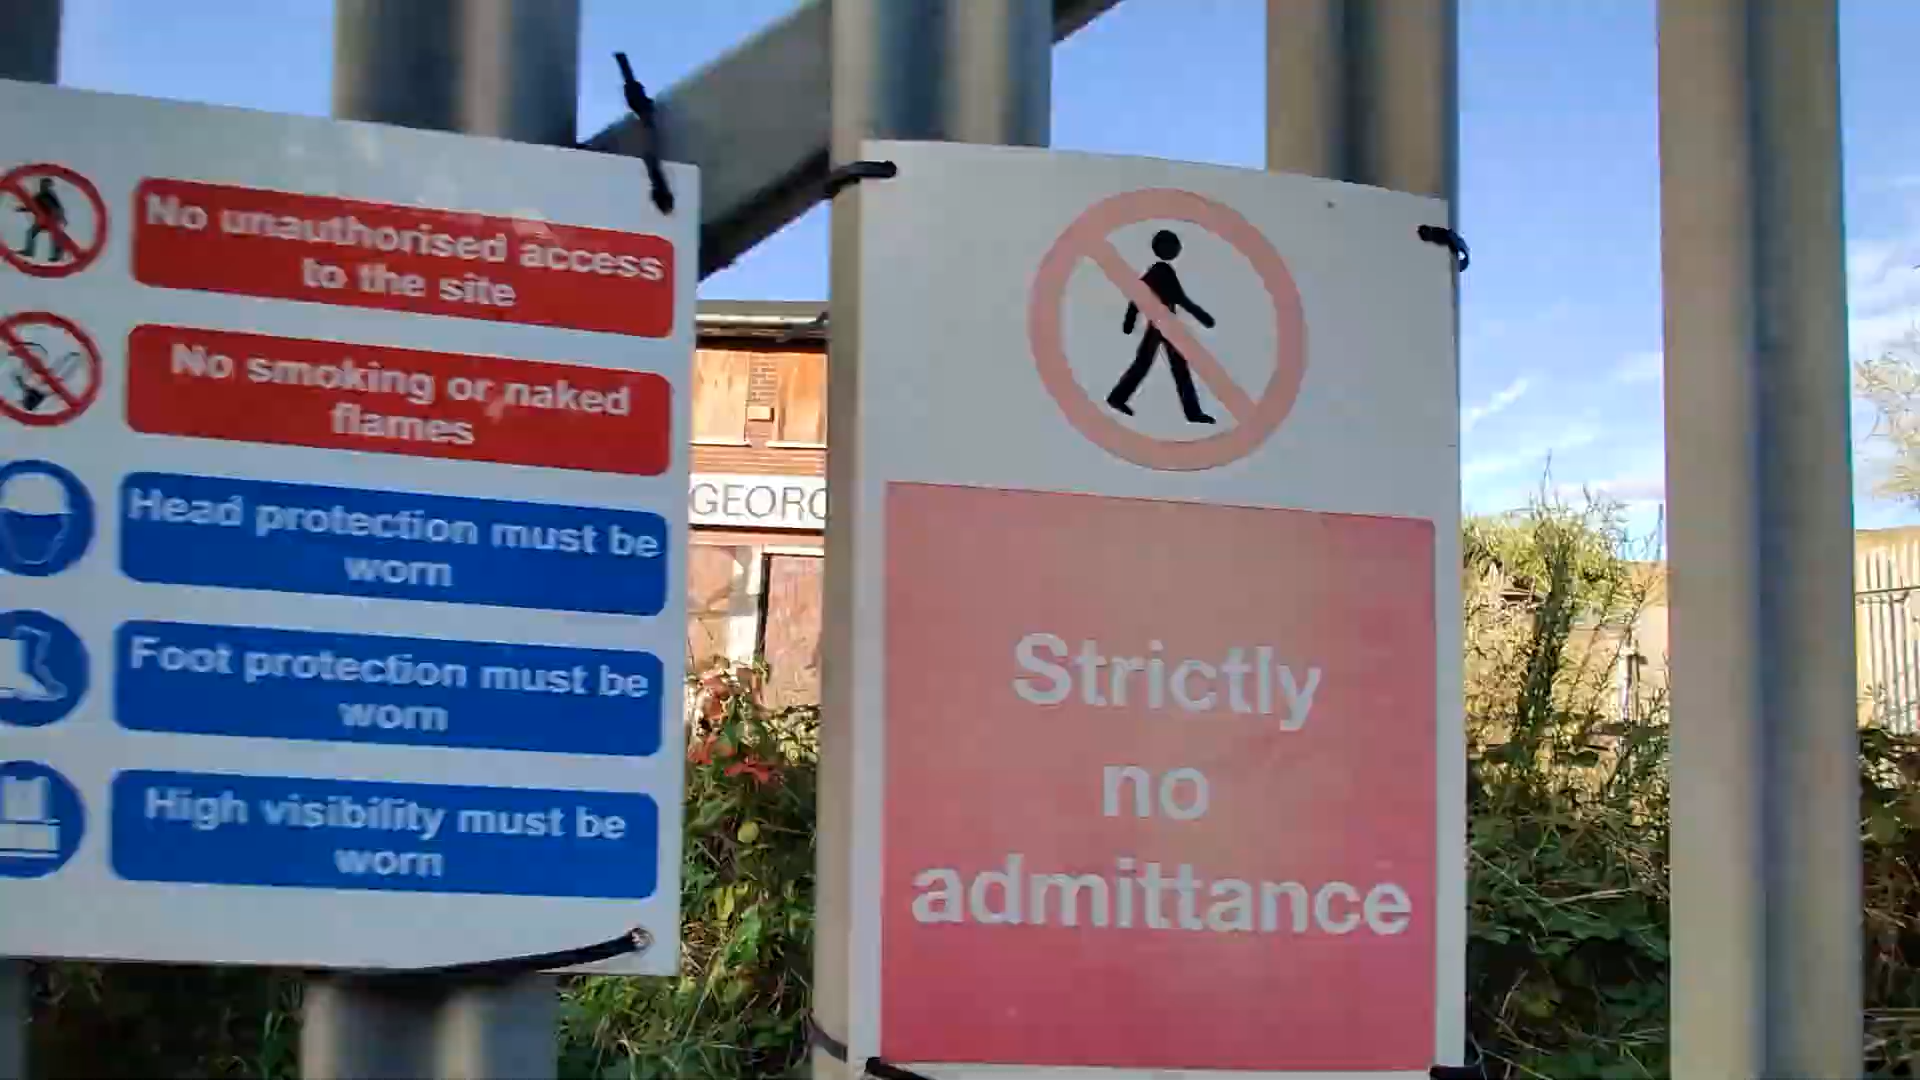 No unauthorised access
to the site
No smoking or naked
flames
Head protection must be
worn
Foot protection must be
worn
High visibility must be
worn
GEORG
Strictly
no
admittance